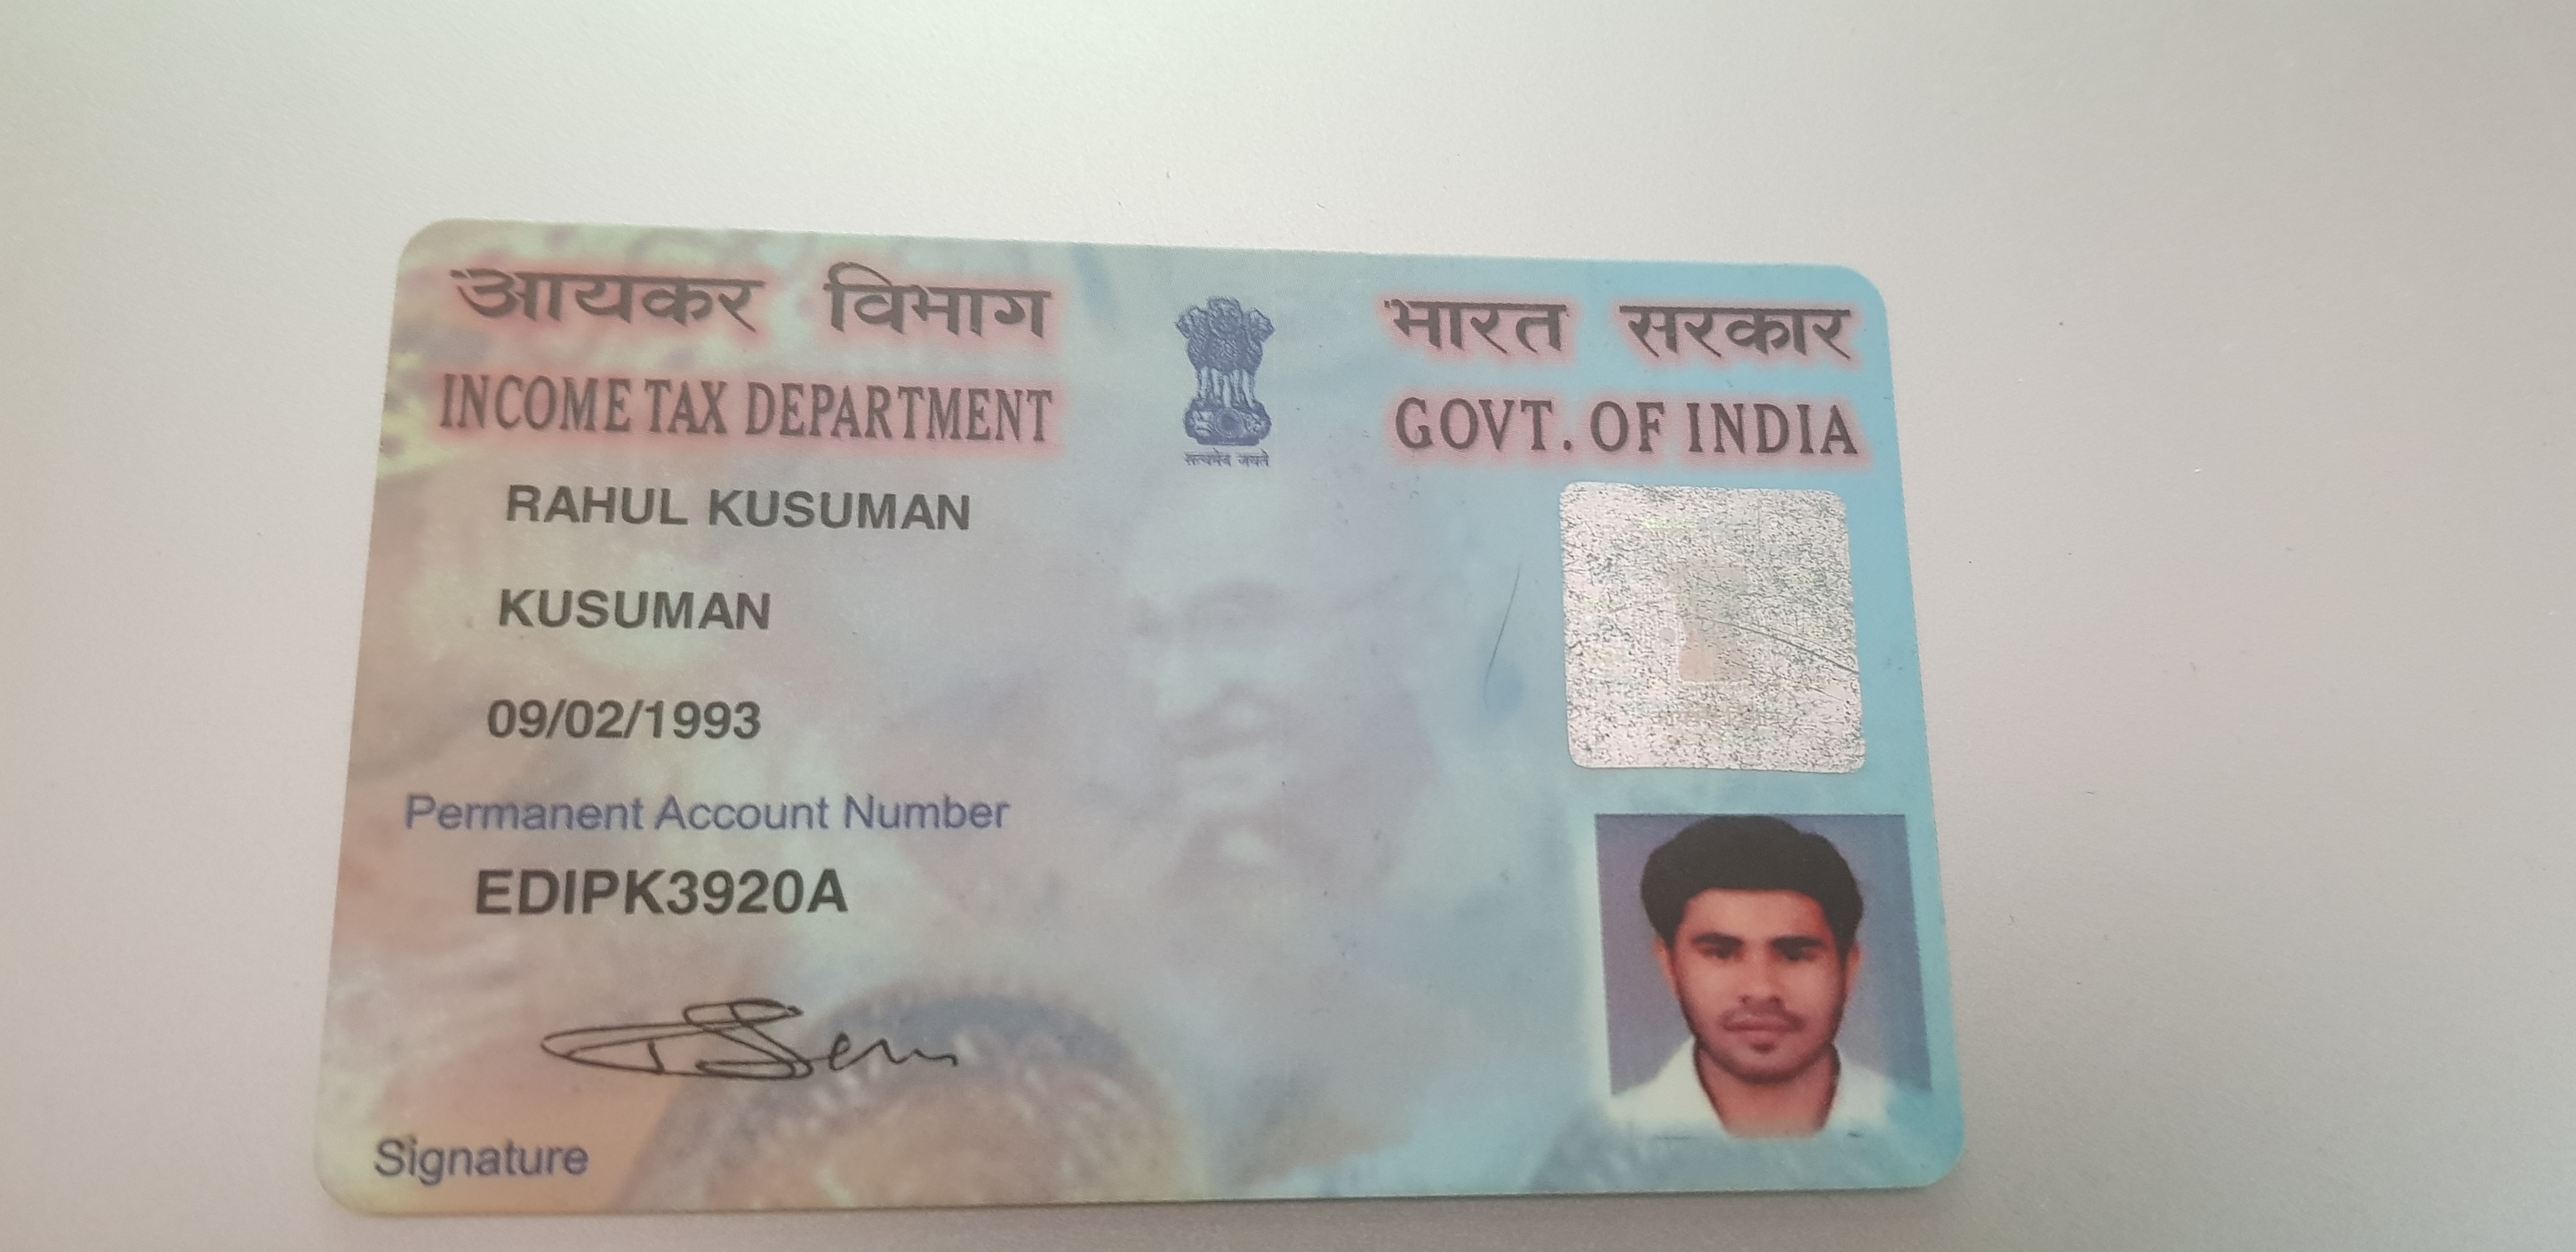 आयकर विभाग
INCOME TAX DEPARTMENT
सत्यमेव जयते
भारत सरकार
GOVT. OF INDIA
RAHUL KUSUMAN
KUSUMAN
09/02/1993
Permanent Account Number
EDIPK3920A
Signature